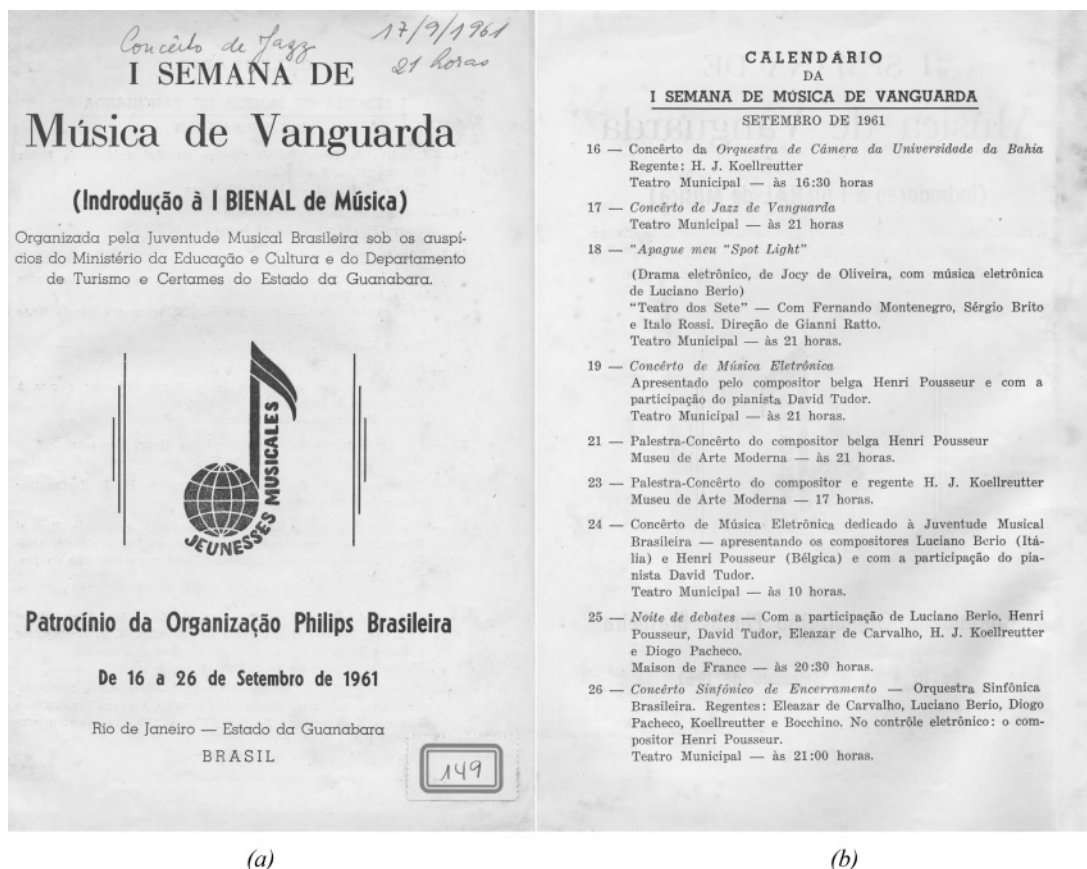 Concêrto de Jazz
17/9/1961
21 horas
I SEMANA DE
Música de Vanguarda
(Indrodução à I BIENAL de Música)
Organizada pela Juventude Musical Brasileira sob os auspí-
cios do Ministério da Educação e Cultura e do Departamento
de Turismo e Certames do Estado da Guanabara.
JEUNESSES MUSICALES
Patrocínio da Organização Philips Brasileira
De 16 a 26 de Setembro de 1961
Rio de Janeiro — Estado da Guanabara
BRASIL
149
(a)
CALENDÁRIO
DA
I SEMANA DE MÚSICA DE VANGUARDA
SETEMBRO DE 1961
16 — Concêrto da Orquestra de Câmera da Universidade da Bahia
Regente: H. J. Koellreutter
Teatro Municipal — às 16:30 horas
17 — Concêrto de Jazz de Vanguarda
Teatro Municipal — às 21 horas
18 — "Apague meu "Spot Light"
(Drama eletrônico, de Jocy de Oliveira, com música eletrônica
de Luciano Berio)
"Teatro dos Sete" — Com Fernando Montenegro, Sérgio Brito
e Italo Rossi. Direção de Gianni Ratto.
Teatro Municipal — às 21 horas.
19 — Concêrto de Música Eletrônica
Apresentado pelo compositor belga Henri Pousseur e com a
participação do pianista David Tudor.
Teatro Municipal — às 21 horas.
21 — Palestra-Concêrto do compositor belga Henri Pousseur
Museu de Arte Moderna — às 21 horas.
23 — Palestra-Concêrto do compositor e regente H. J. Koellreutter
Museu de Arte Moderna — 17 horas.
24 — Concêrto de Música Eletrônica dedicado à Juventude Musical
Brasileira — apresentando os compositores Luciano Berio (Itá-
lia) e Henri Pousseur (Bélgica) e com a participação do pia-
nista David Tudor.
Teatro Municipal — às 10 horas.
25 — Noite de debates — Com a participação de Luciano Berio, Henri
Pousseur, David Tudor, Eleazar de Carvalho, H. J. Koellreutter
e Diogo Pacheco.
Maison de France — às 20:30 horas.
26 — Concêrto Sinfónico de Encerramento — Orquestra Sinfônica
Brasileira. Regentes: Eleazar de Carvalho, Luciano Berio, Diogo
Pacheco, Koellreutter e Bocchino. No contrôle eletrônico: o com-
positor Henri Pousseur.
Teatro Municipal — às 21:00 horas.
(b)